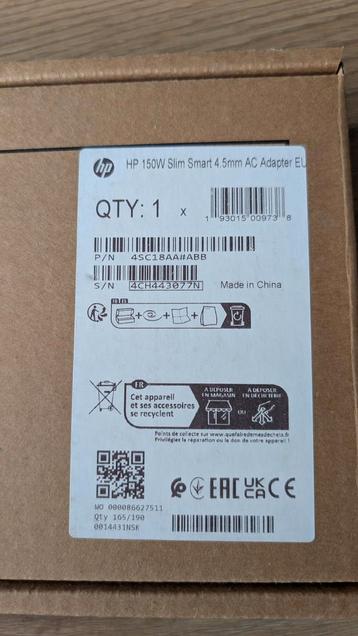 hp HP 150W Slim Smart 4.5mm AC Adapter EU
QTY: 1 x
1 93015 00973 8
P/N 4SC18AA#ABB
S/N 4CH443077N
Made in China
FR
Cet appareil
et ses accessoires
se recyclent
À DÉPOSER
EN MAGASIN
OU
À DÉPOSER
EN DÉCHÈTERIE
Points de collecte sur www.quefairedemesdechets.fr
Privilégiez la réparation ou le don de votre appareil !
EAC UK CA CE
WO 000086627511
Qty 165/190
0014431NSK